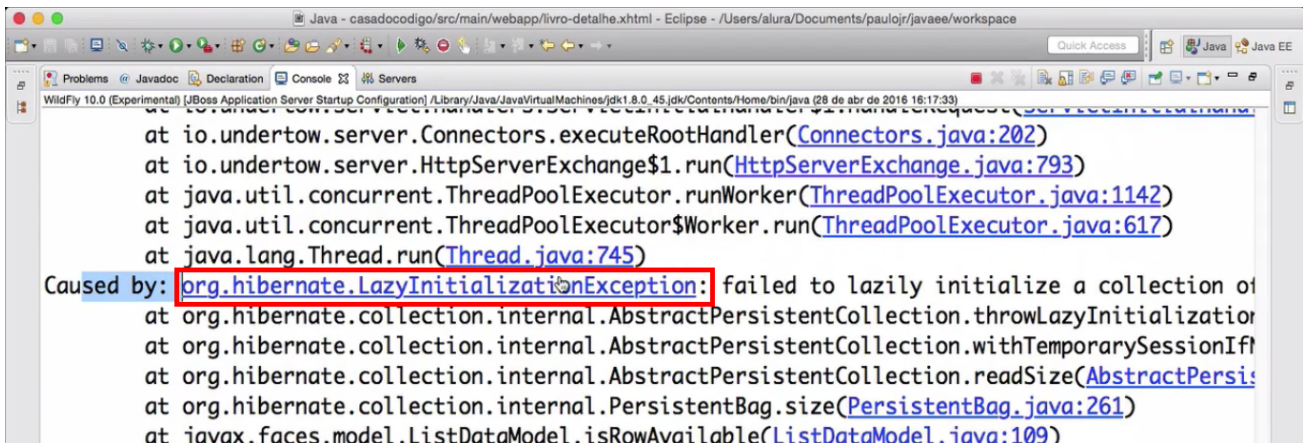 Java - casadocodigo/src/main/webapp/livro-detalhe.xhtml - Eclipse - /Users/alura/Documents/paulojr/javaee/workspace
Quick Access Java Java EE
Problems @ Javadoc Declaration Console Servers
WildFly 10.0 (Experimental) [JBoss Application Server Startup Configuration] /Library/Java/JavaVirtualMachines/jdk1.8.0_45.jdk/Contents/Home/bin/java (28 de abr de 2016 16:17:33)
at io.undertow.server.Connectors.executeRootHandler(Connectors.java:202)
at io.undertow.server.HttpServerExchange$1.run(HttpServerExchange.java:793)
at java.util.concurrent.ThreadPoolExecutor.runWorker(ThreadPoolExecutor.java:1142)
at java.util.concurrent.ThreadPoolExecutor$Worker.run(ThreadPoolExecutor.java:617)
at java.lang.Thread.run(Thread.java:745)
Caused by: org.hibernate.LazyInitializationException: failed to lazily initialize a collection of
at org.hibernate.collection.internal.AbstractPersistentCollection.throwLazyInitialization
at org.hibernate.collection.internal.AbstractPersistentCollection.withTemporarySessionIfN
at org.hibernate.collection.internal.AbstractPersistentCollection.readSize(AbstractPersis
at org.hibernate.collection.internal.PersistentBag.size(PersistentBag.java:261)
at javax.faces.model.ListDataModel.isRowAvailable(ListDataModel.java:109)